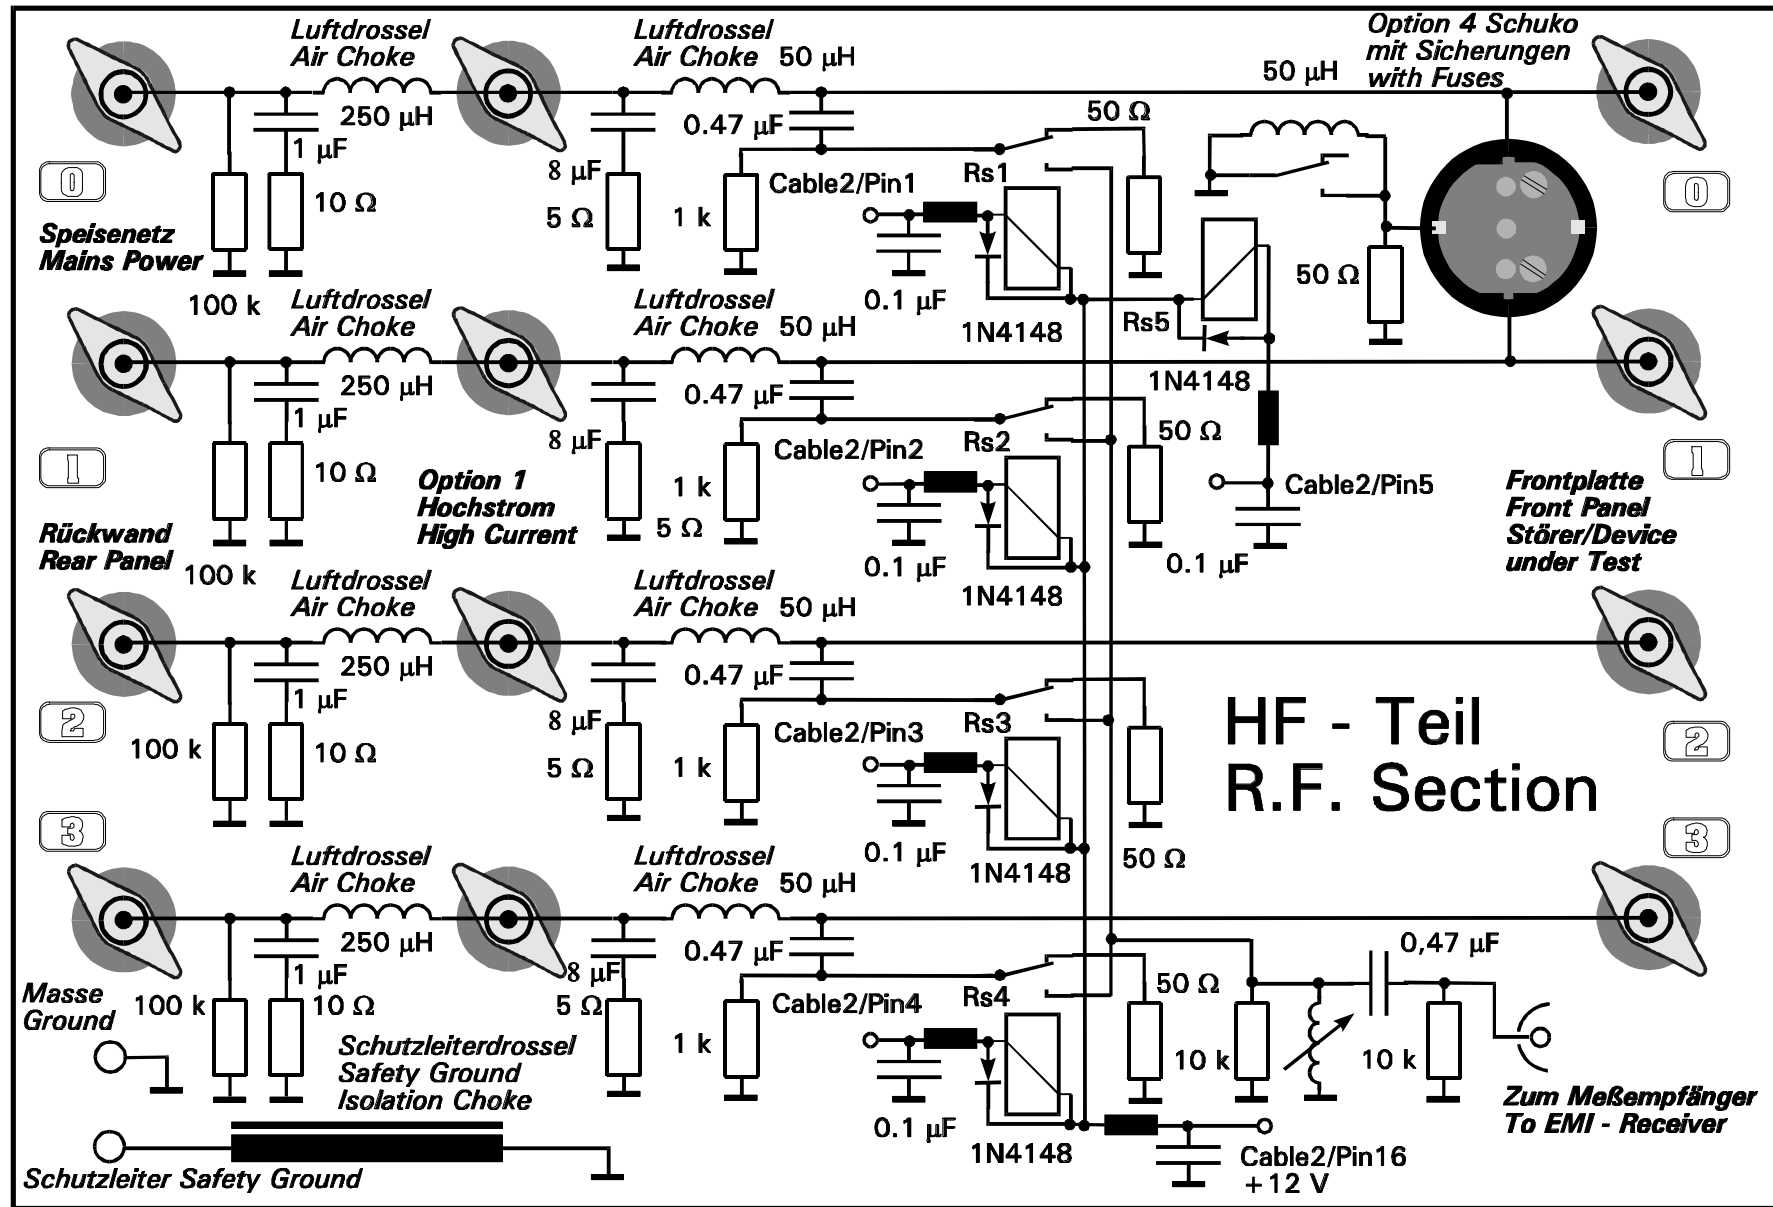 Luftdrossel
Air Choke
Luftdrossel
Air Choke
50 µH
50 µH
Option 4 Schuko
mit Sicherungen
with Fuses
250 µH
1 µF
0.47 µF
50 Ω
0
10 Ω
8 µF
5 Ω
1 k
Cable2/Pin1
Rs1
0
Speisenetz
Mains Power
100 k
0.1 µF
1N4148
Rs5
50 Ω
Luftdrossel
Air Choke
Luftdrossel
Air Choke
50 µH
250 µH
1 µF
0.47 µF
1N4148
1
10 Ω
8 µF
1 k
5 Ω
Cable2/Pin2
Rs2
50 Ω
Cable2/Pin5
1
Option 1
Hochstrom
High Current
Frontplatte
Front Panel
Störer/Device
under Test
Rückwand
Rear Panel
100 k
0.1 µF
1N4148
0.1 µF
Luftdrossel
Air Choke
Luftdrossel
Air Choke
50 µH
250 µH
1 µF
0.47 µF
2
100 k
10 Ω
8 µF
5 Ω
1 k
Cable2/Pin3
Rs3
HF - Teil
R.F. Section
2
3
0.1 µF
1N4148
50 Ω
3
Luftdrossel
Air Choke
Luftdrossel
Air Choke
50 µH
250 µH
1 µF
0.47 µF
0,47 µF
Masse
Ground
100 k
10 Ω
8 µF
5 Ω
1 k
Cable2/Pin4
Rs4
50 Ω
10 k
10 k
Schutzleiterdrossel
Safety Ground
Isolation Choke
0.1 µF
1N4148
Zum Meßempfänger
To EMI - Receiver
Schutzleiter Safety Ground
Cable2/Pin16
+12 V